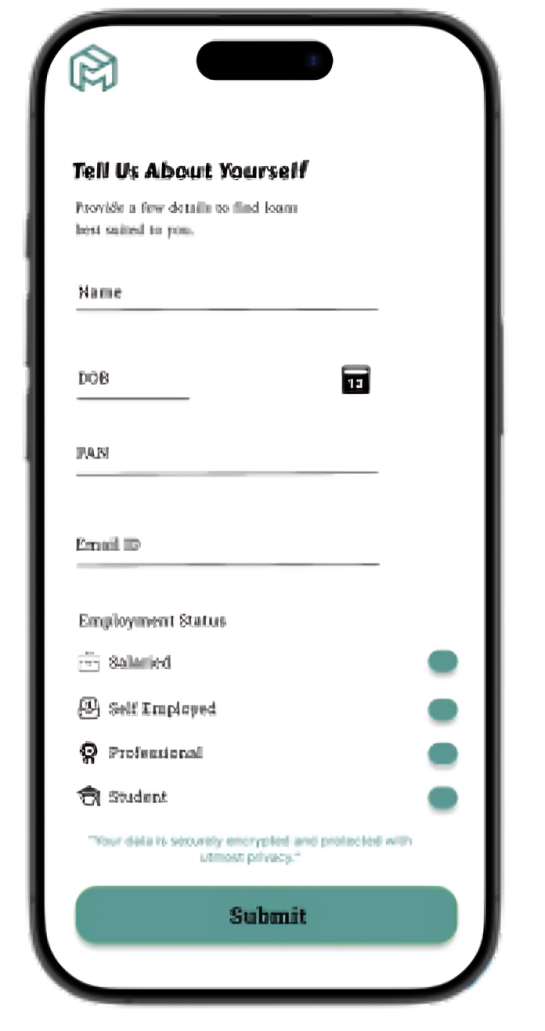 Tell Us About Yourself
Provide a few details to find loans
best suited to you.
Name
DOB
PAN
Email ID
Employment Status
Salaried
Self Employed
Professional
Student
"Your data is securely encrypted and protected with
utmost privacy."
Submit